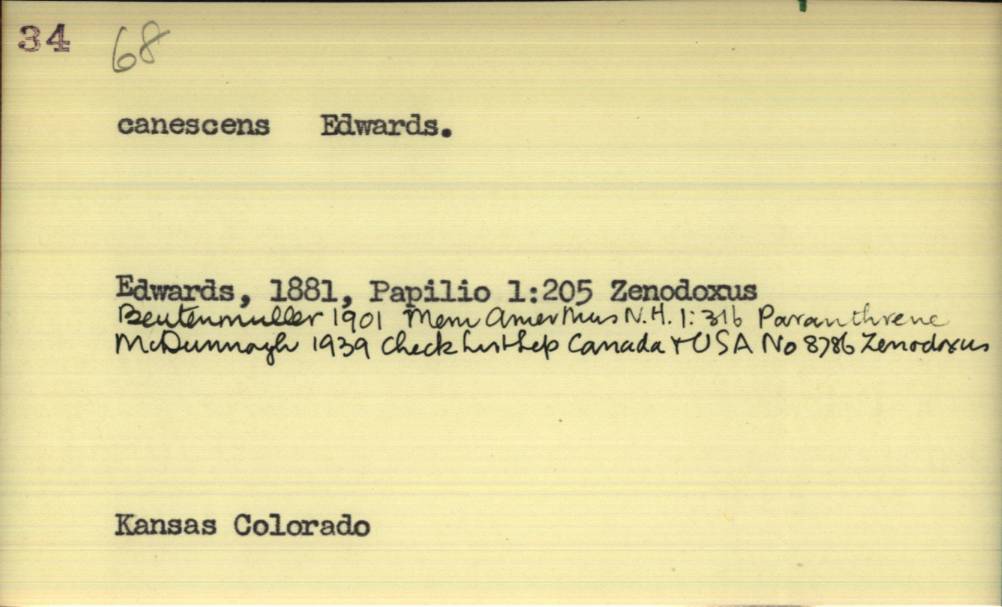 34 68
canescens Edwards.
Edwards, 1881, Papilio 1:205 Zenodoxus
Beutenmuller 1901 Mem Amer Mus N.H. 1:316 Paranthrene
McDunnogh 1939 Check List Lep Canada + USA No 8786 Zenodoxus
Kansas Colorado